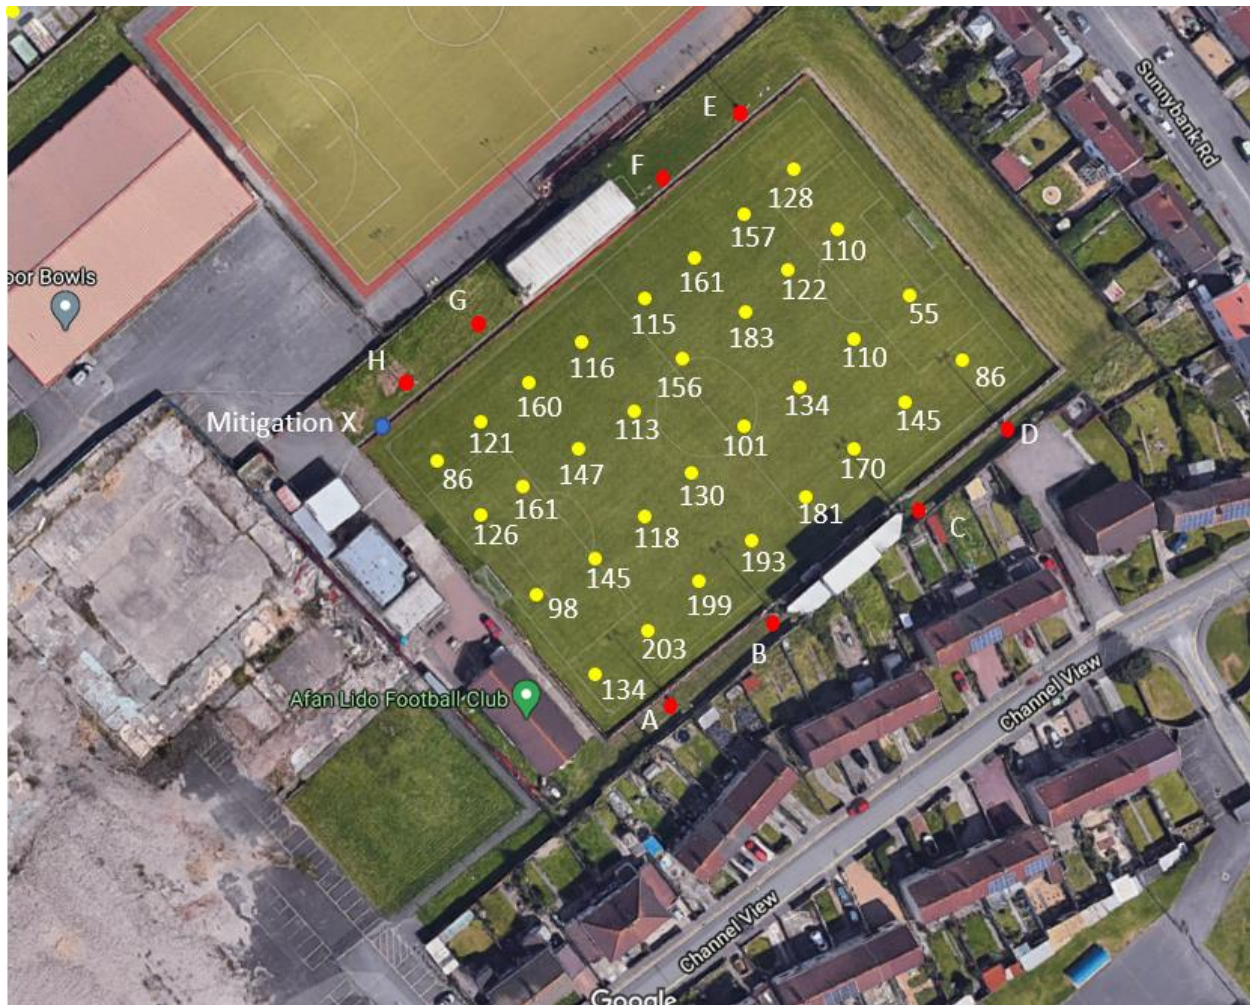 Sunnybank Rd
E
F
128
157
110
161
122
oor Bowls
G
115
183
55
H
116
110
156
86
160
134
Mitigation X
121
113
101
145
D
86
147
170
161
130
126
118
181
C
145
193
98
199
B
203
Afan Lido Football Club
134
A
Channel View
Channel View
Google